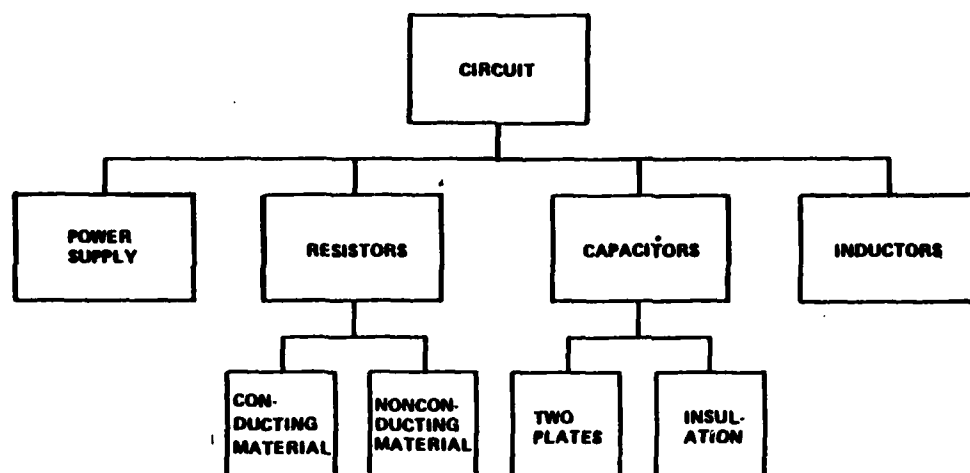 CIRCUIT
POWER
SUPPLY
RESISTORS
CAPACITORS
INDUCTORS
CON-
DUCTING
MATERIAL
NONCON-
DUCTING
MATERIAL
TWO
PLATES
INSUL-
ATION